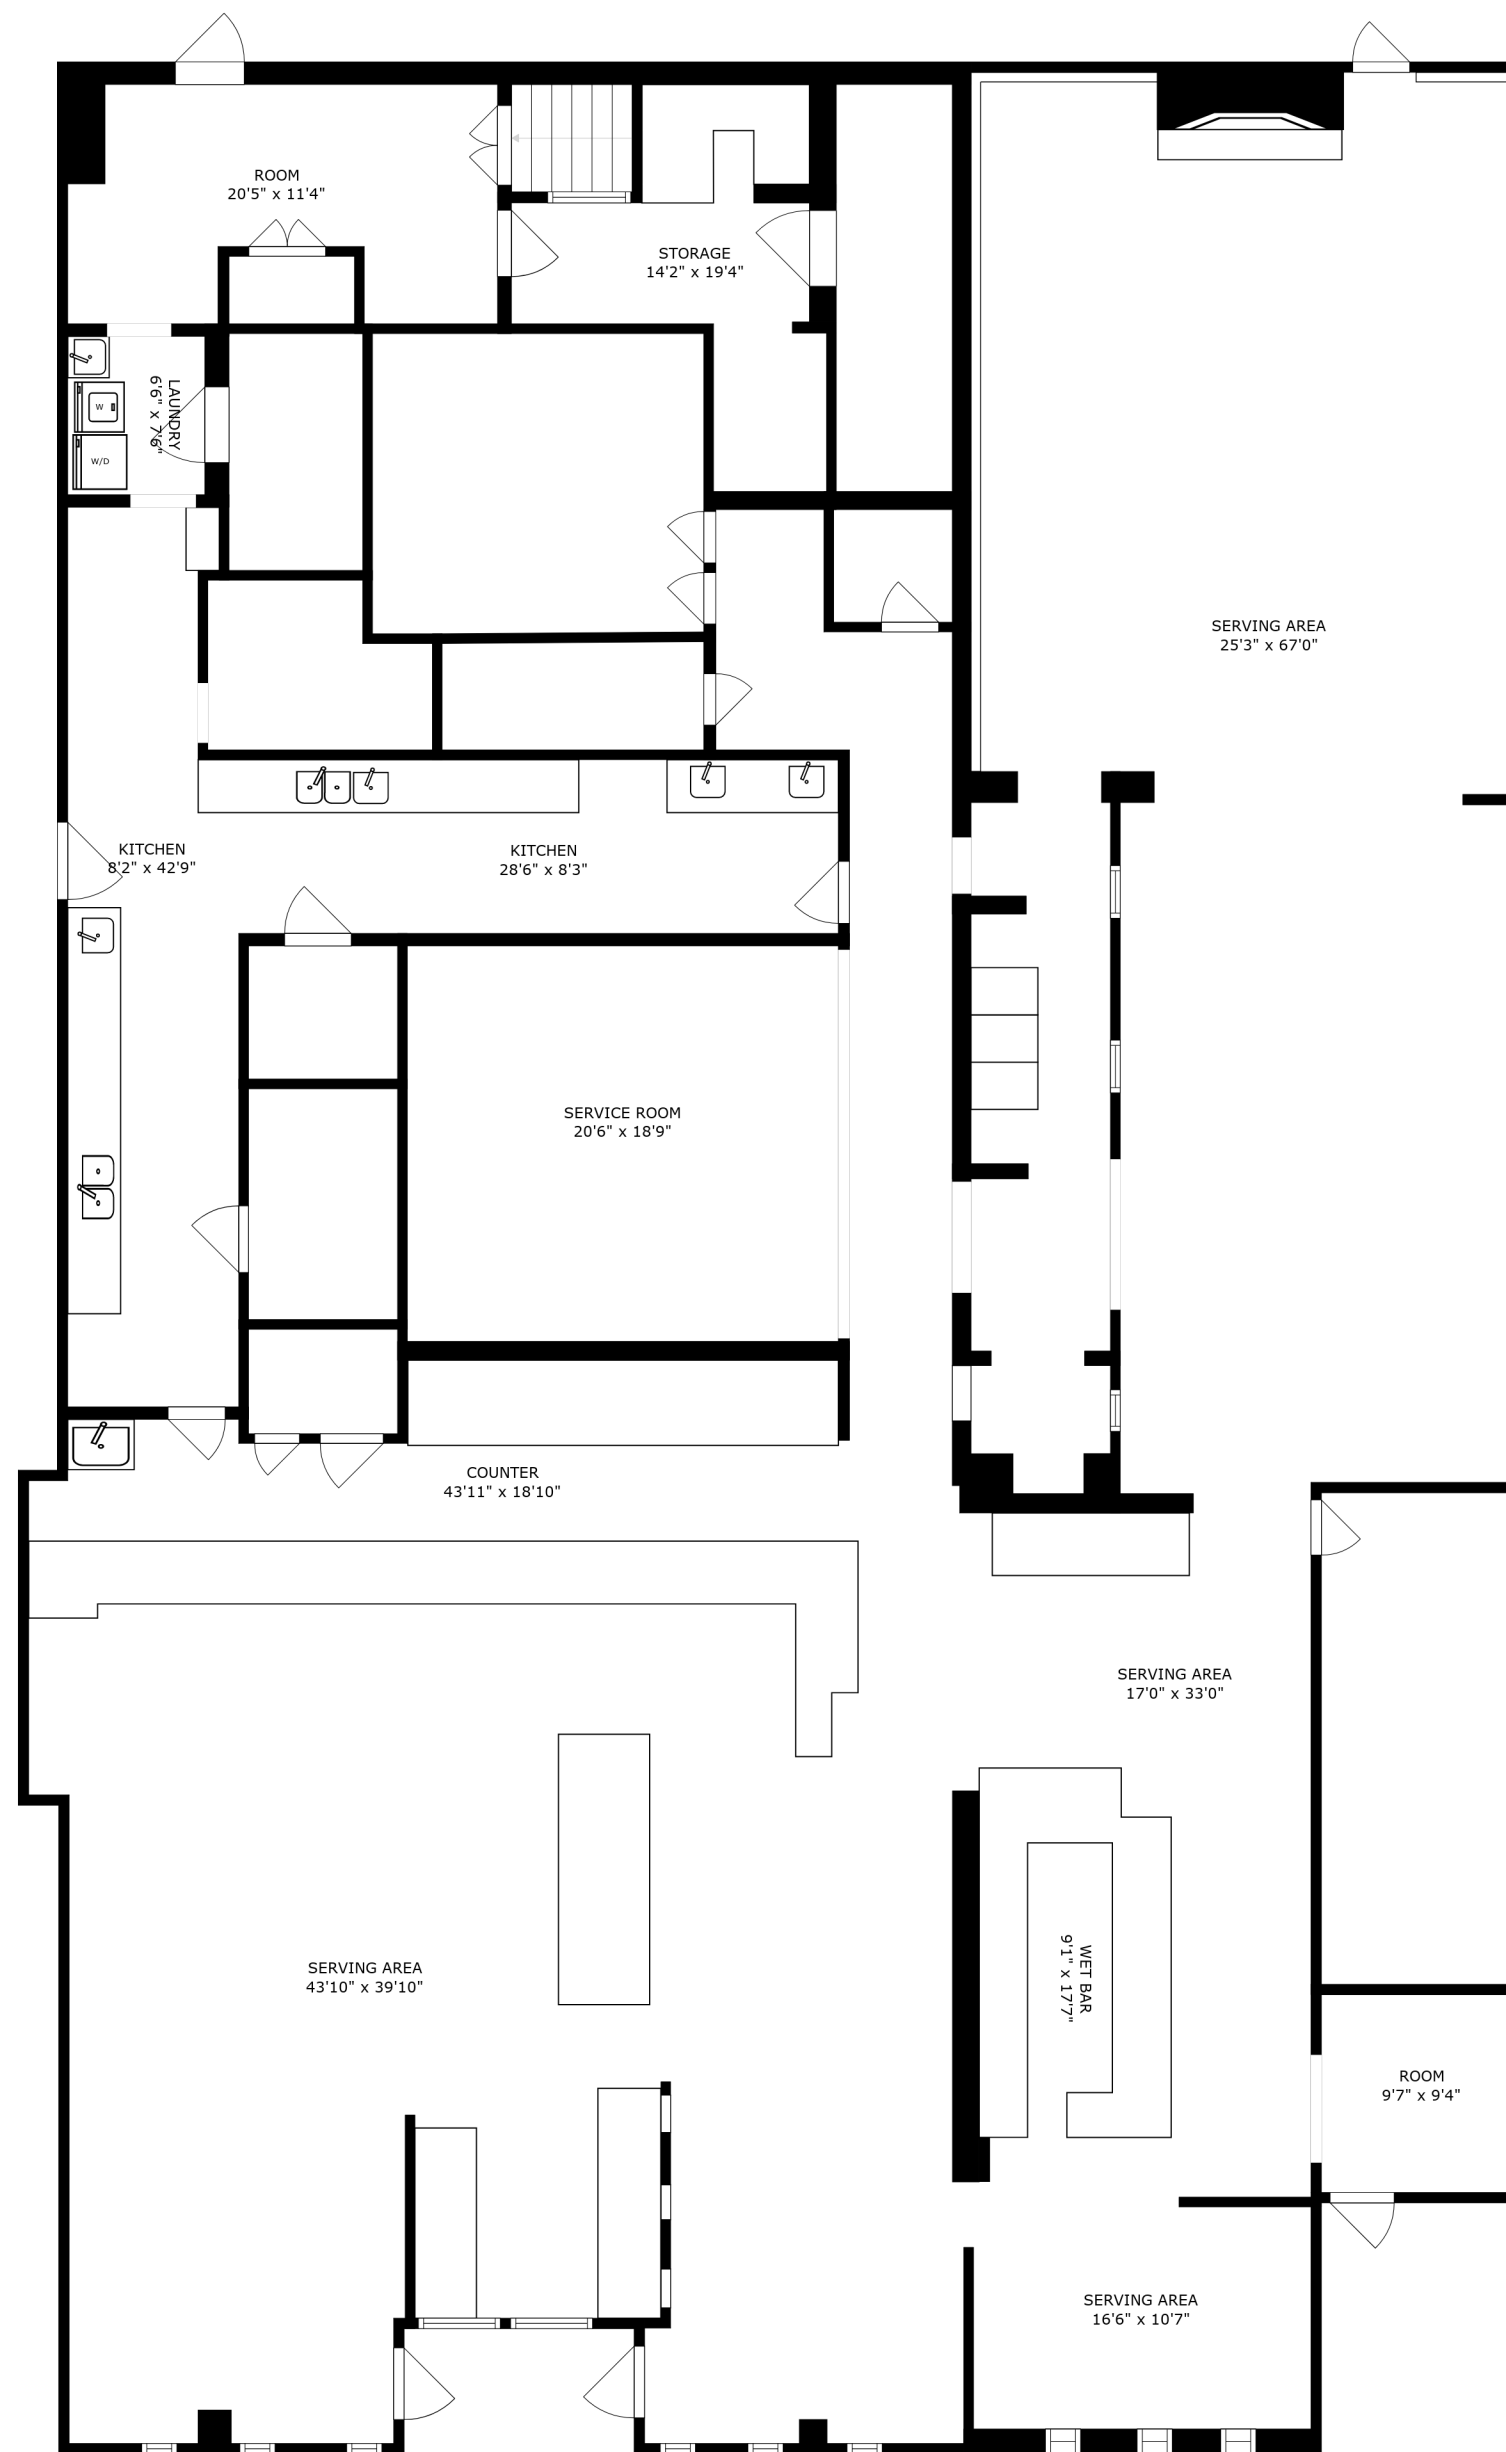 ROOM
20'5" x 11'4"
STORAGE
14'2" x 19'4"
LAUNDRY
6'6" x 7'6"
W
W/D
SERVING AREA
25'3" x 67'0"
KITCHEN
8'2" x 42'9"
KITCHEN
28'6" x 8'3"
SERVICE ROOM
20'6" x 18'9"
COUNTER
43'11" x 18'10"
SERVING AREA
17'0" x 33'0"
SERVING AREA
43'10" x 39'10"
WET BAR
9'1" x 17'7"
ROOM
9'7" x 9'4"
SERVING AREA
16'6" x 10'7"